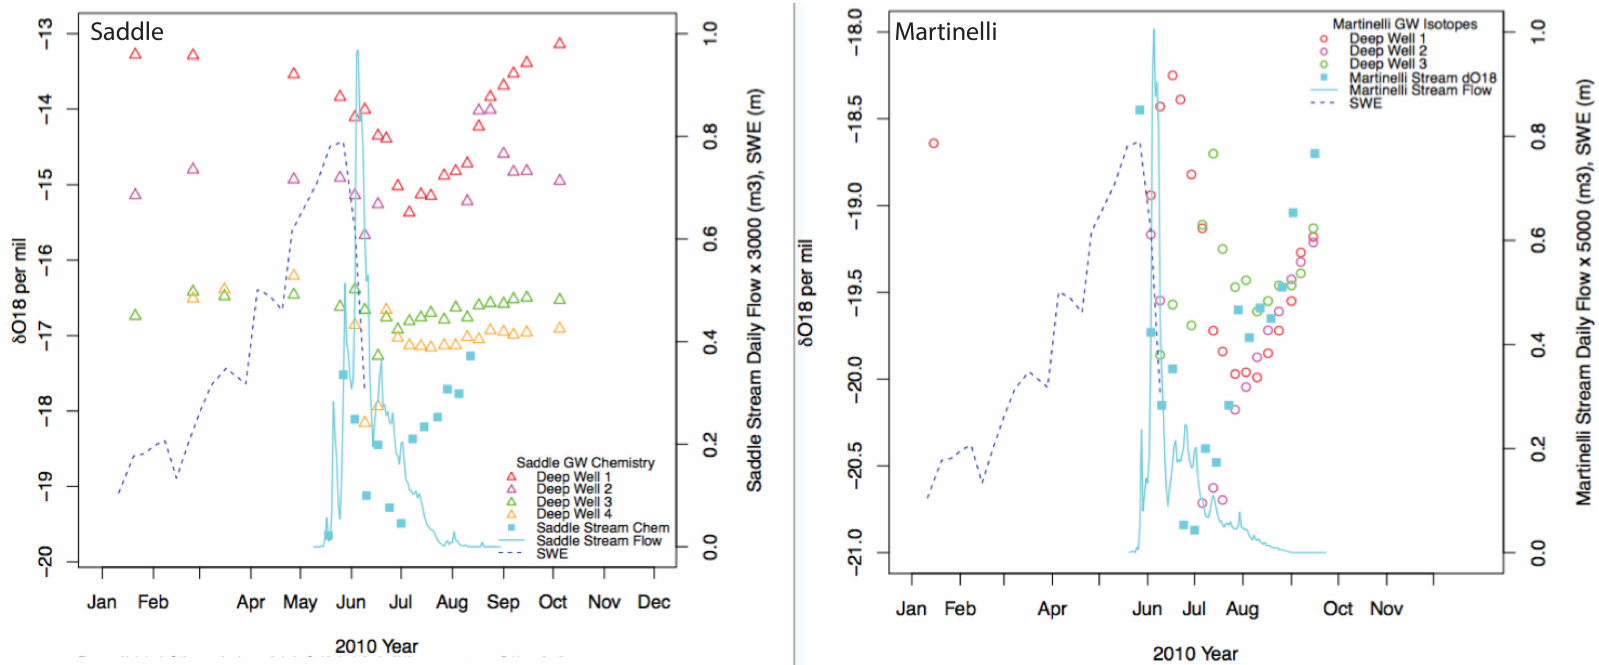 Saddle
−13
−14
−15
−16
−17
−18
−19
−20
δO18 per mil
1.0
0.8
0.6
0.4
0.2
0.0
Saddle Stream Daily Flow x 3000 (m3), SWE (m)
Saddle GW Chemistry
Deep Well 1
Deep Well 2
Deep Well 3
Deep Well 4
Saddle Stream Chem
Saddle Stream Flow
SWE
Jan Feb Apr May Jun Jul Aug Sep Oct Nov Dec
2010 Year
Martinelli
−18.0
−18.5
−19.0
−19.5
−20.0
−20.5
−21.0
δO18 per mil
1.0
0.8
0.6
0.4
0.2
0.0
Martinelli Stream Daily Flow x 5000 (m3), SWE (m)
Martinelli GW Isotopes
Deep Well 1
Deep Well 2
Deep Well 3
Martinelli Stream dO18
Martinelli Stream Flow
SWE
Jan Feb Apr Jun Jul Aug Oct Nov
2010 Year